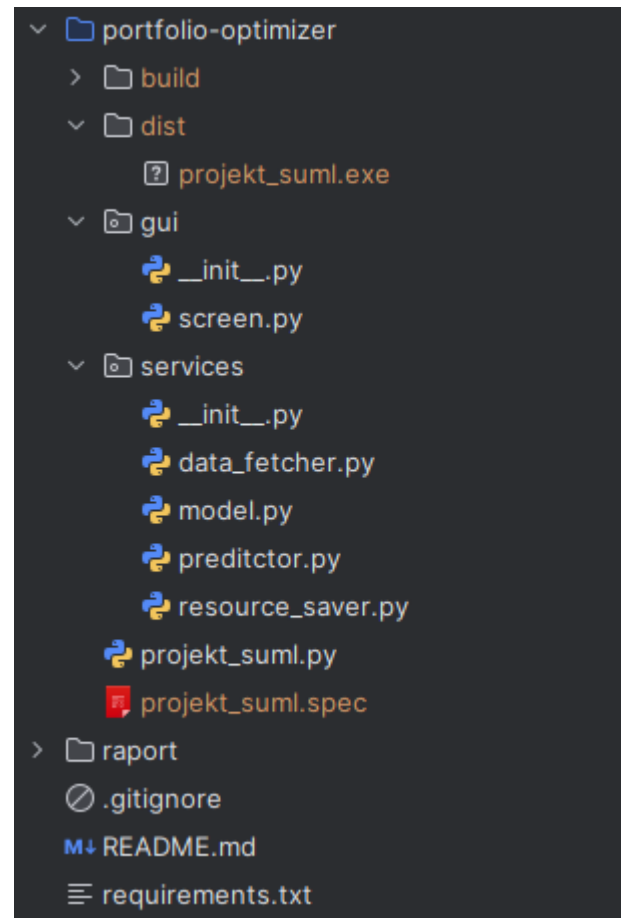 portfolio-optimizer
build
dist
projekt_suml.exe
gui
__init__.py
screen.py
services
__init__.py
data_fetcher.py
model.py
preditctor.py
resource_saver.py
projekt_suml.py
projekt_suml.spec
raport
.gitignore
M↓ README.md
requirements.txt